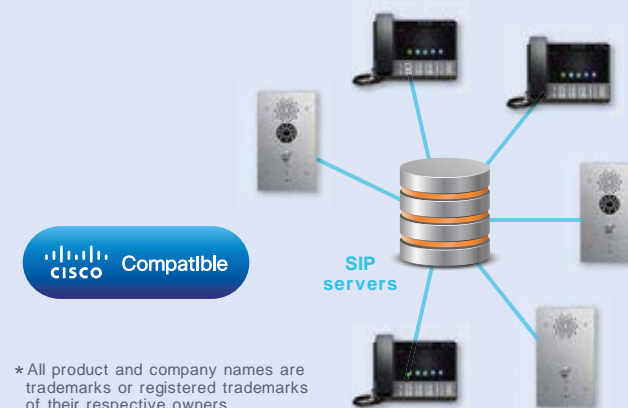 CISCO Compatible
SIP
servers
* All product and company names are
trademarks or registered trademarks
of their respective owners